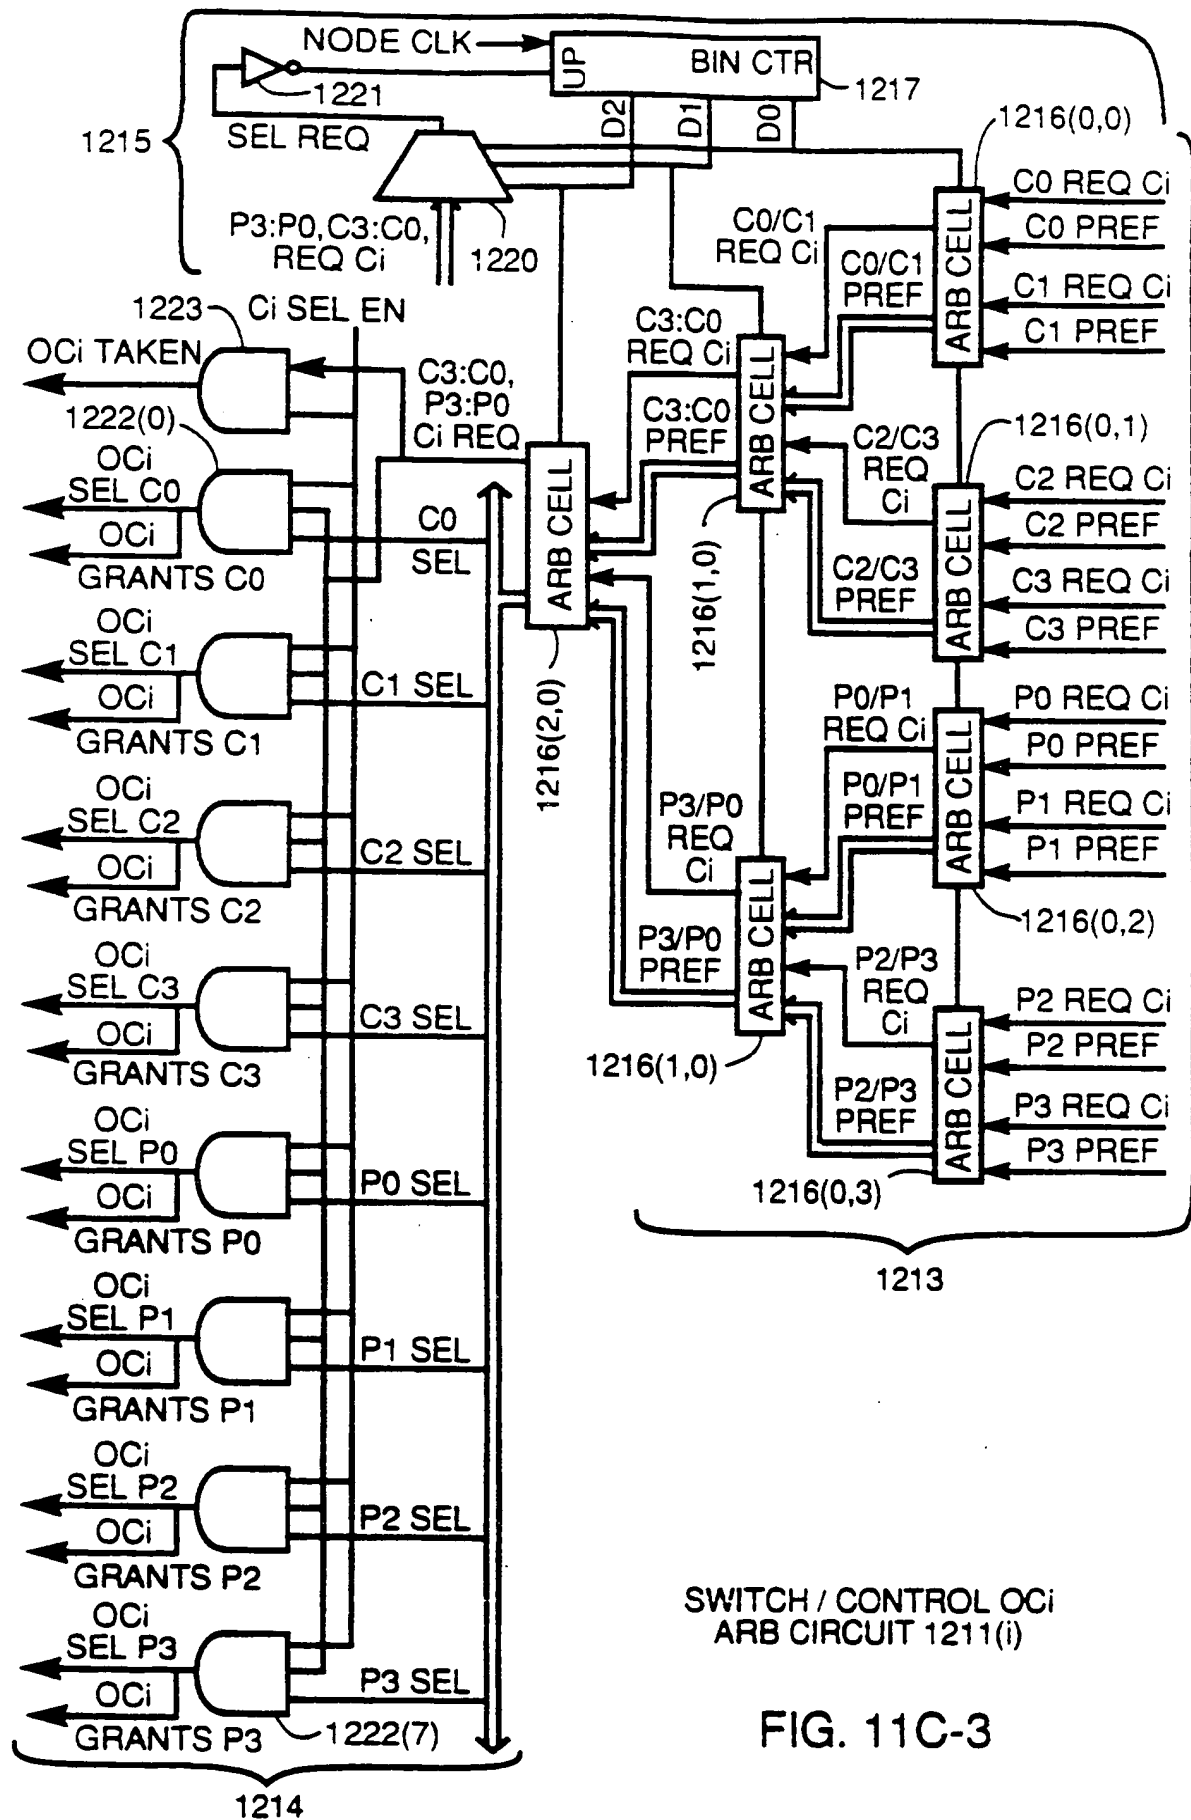 NODE CLK
UP
BIN CTR
1217
1221
D2
D1
D0
1215
SEL REQ
1216(0,0)
P3:P0,C3:C0,
REQ Ci
1220
ARB CELL
C0 REQ Ci
C0 PREF
C1 REQ Ci
C1 PREF
C0/C1
REQ Ci
C0/C1
PREF
1223
Ci SEL EN
OCi TAKEN
C3:C0,
P3:P0
Ci REQ
C3:C0
REQ Ci
C3:C0
PREF
ARB CELL
1216(1,0)
1222(0)
1216(0,1)
C2/C3
REQ
Ci
C2/C3
PREF
ARB CELL
C2 REQ Ci
C2 PREF
C3 REQ Ci
C3 PREF
OCi
SEL C0
OCi
GRANTS C0
C0
SEL
ARB CELL
1216(2,0)
OCi
SEL C1
OCi
GRANTS C1
C1 SEL
P0/P1
REQ Ci
P0/P1
PREF
ARB CELL
P0 REQ Ci
P0 PREF
P1 REQ Ci
P1 PREF
1216(0,2)
OCi
SEL C2
OCi
GRANTS C2
C2 SEL
P3/P0
REQ
Ci
P3/P0
PREF
ARB CELL
1216(1,0)
OCi
SEL C3
OCi
GRANTS C3
C3 SEL
P2/P3
REQ
Ci
P2/P3
PREF
ARB CELL
P2 REQ Ci
P2 PREF
P3 REQ Ci
P3 PREF
1216(0,3)
1213
OCi
SEL P0
OCi
GRANTS P0
P0 SEL
OCi
SEL P1
OCi
GRANTS P1
P1 SEL
OCi
SEL P2
OCi
GRANTS P2
P2 SEL
OCi
SEL P3
OCi
GRANTS P3
P3 SEL
1222(7)
1214
SWITCH / CONTROL OCi
ARB CIRCUIT 1211(i)
FIG. 11C-3